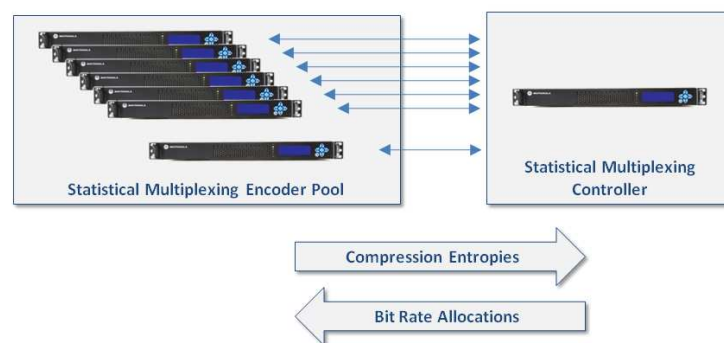 Statistical Multiplexing Encoder Pool
Statistical Multiplexing
Controller
Compression Entropies
Bit Rate Allocations